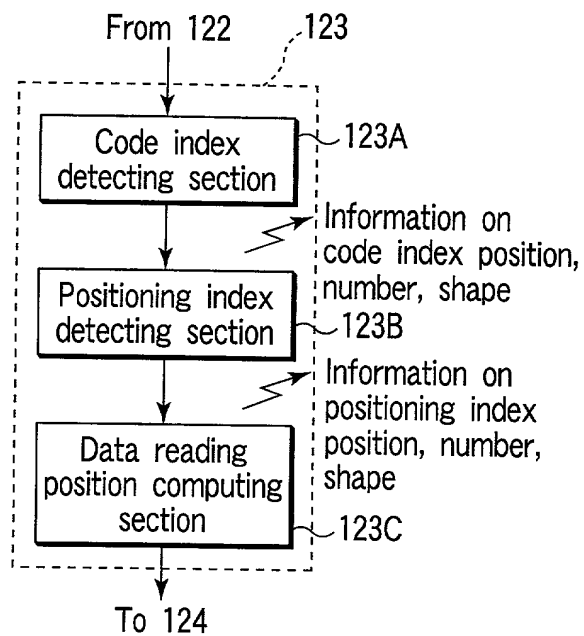 From 122
123
Code index
detecting section
123A
Information on
code index position,
number, shape
Positioning index
detecting section
123B
Information on
positioning index
position, number,
shape
Data reading
position computing
section
123C
To 124